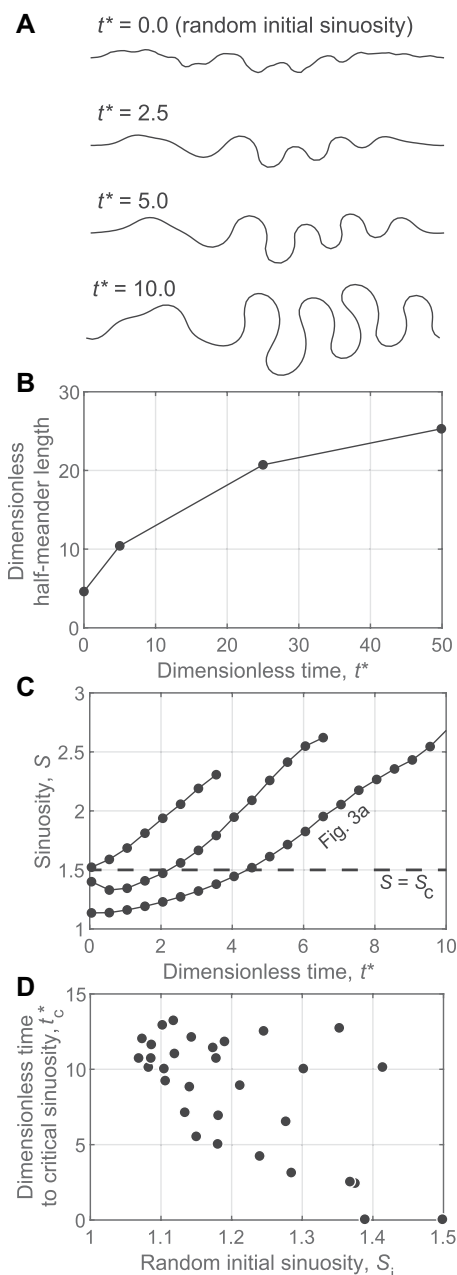 A
t* = 0.0 (random initial sinuosity)
t* = 2.5
t* = 5.0
t* = 10.0
B
Dimensionless
half-meander length
30
20
10
0
0 10 20 30 40 50
Dimensionless time, t*
C
Sinuosity, S
3
2.5
2
1.5
1
Fig. 3a
S = Sc
0 2 4 6 8 10
Dimensionless time, t*
D
Dimensionless time
to critical sinuosity, t*c
15
10
5
0
1 1.1 1.2 1.3 1.4 1.5
Random initial sinuosity, Si